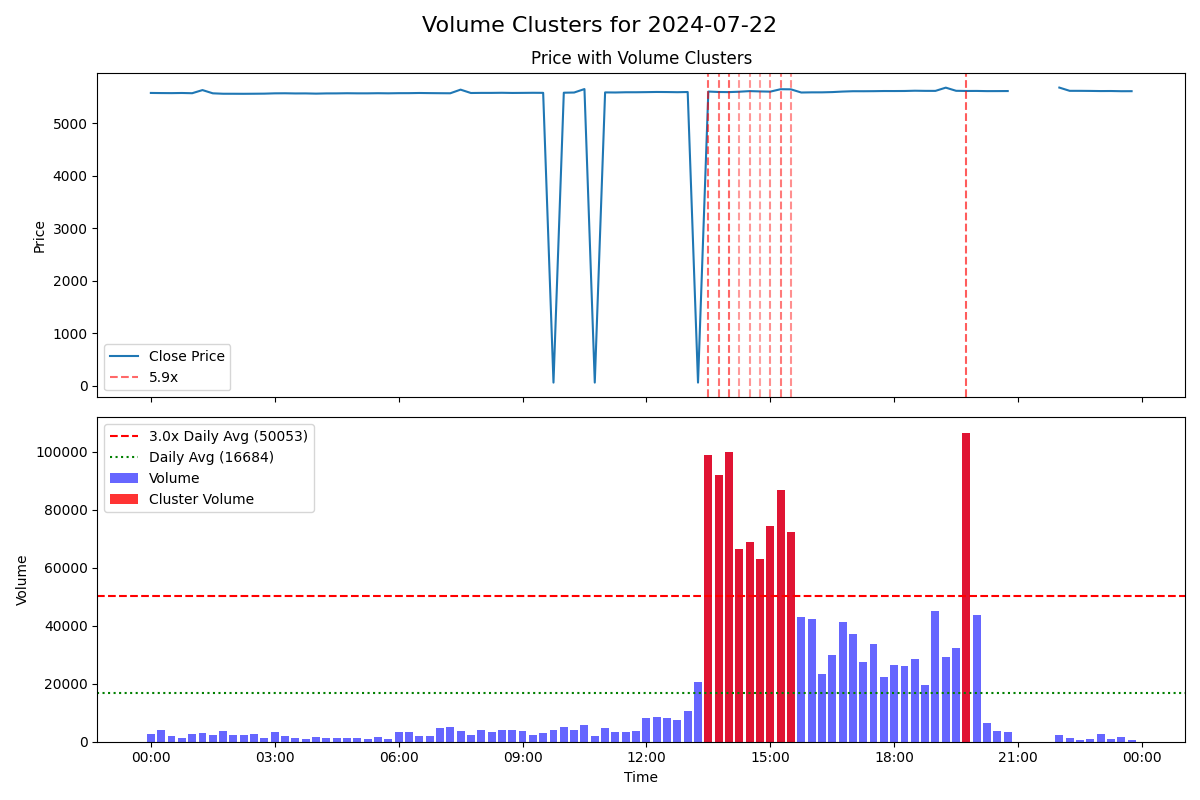 Volume Clusters for 2024-07-22
Price with Volume Clusters
Price
5000
4000
3000
2000
1000
0
Close Price
5.9x
Volume
100000
80000
60000
40000
20000
0
3.0x Daily Avg (50053)
Daily Avg (16684)
Volume
Cluster Volume
00:00 03:00 06:00 09:00 12:00 15:00 18:00 21:00 00:00
Time